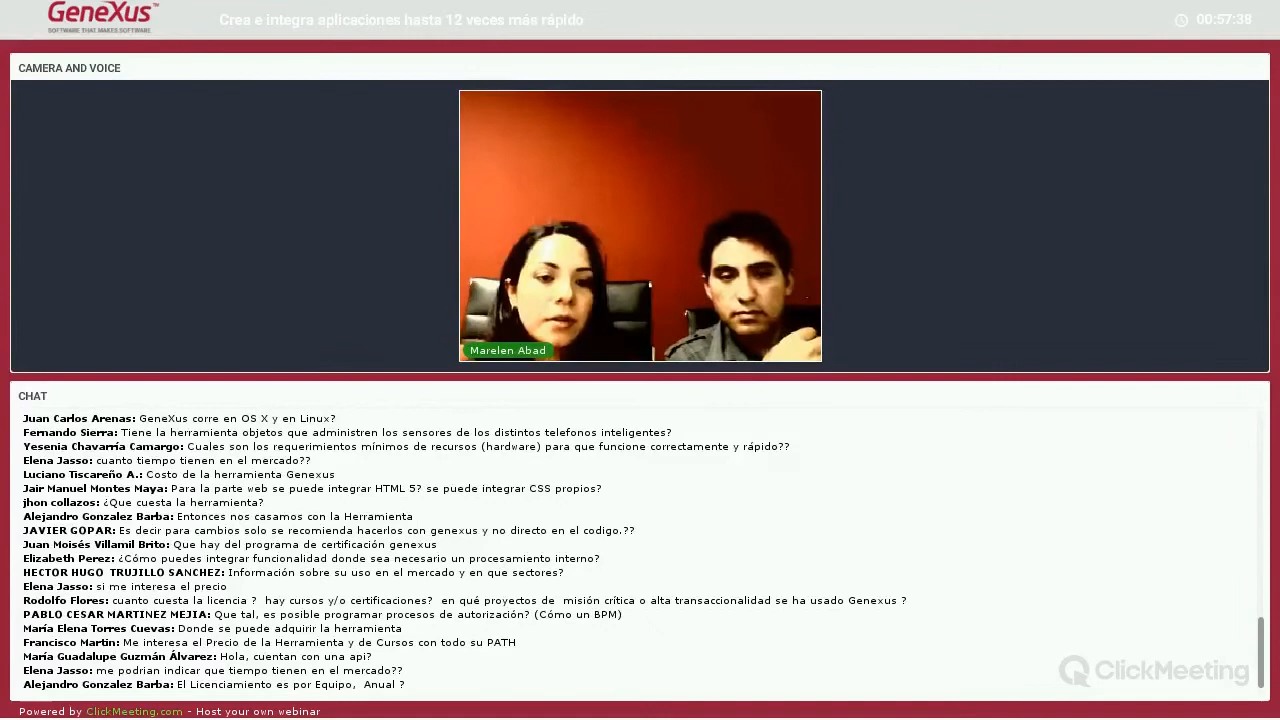 GeneXus™
SOFTWARE THAT MAKES SOFTWARE
Crea e integra aplicaciones hasta 12 veces más rápido
00:57:38
CAMERA AND VOICE
Marelen Abad
CHAT
Juan Carlos Arenas: GeneXus corre en OS X y en Linux?
Fernando Sierra: Tiene la herramienta objetos que administren los sensores de los distintos telefonos inteligentes?
Yesenia Chavarría Camargo: Cuales son los requerimientos mínimos de recursos (hardware) para que funcione correctamente y rápido??
Elena Jasso: cuanto tiempo tienen en el mercado??
Luciano Tiscareño A.: Costo de la herramienta Genexus
Jair Manuel Montes Maya: Para la parte web se puede integrar HTML 5? se puede integrar CSS propios?
jhon collazos: ¿Que cuesta la herramienta?
Alejandro Gonzalez Barba: Entonces nos casamos con la Herramienta
JAVIER GOPAR: Es decir para cambios solo se recomienda hacerlos con genexus y no directo en el codigo.??
Juan Moisés Villamil Brito: Que hay del programa de certificación genexus
Elizabeth Perez: ¿Cómo puedes integrar funcionalidad donde sea necesario un procesamiento interno?
HECTOR HUGO TRUJILLO SANCHEZ: Información sobre su uso en el mercado y en que sectores?
Elena Jasso: si me interesa el precio
Rodolfo Flores: cuanto cuesta la licencia ? hay cursos y/o certificaciones? en qué proyectos de misión crítica o alta transaccionalidad se ha usado Genexus ?
PABLO CESAR MARTINEZ MEJIA: Que tal, es posible programar procesos de autorización? (Cómo un BPM)
María Elena Torres Cuevas: Donde se puede adquirir la herramienta
Francisco Martin: Me interesa el Precio de la Herramienta y de Cursos con todo su PATH
María Guadalupe Guzmán Álvarez: Hola, cuentan con una api?
Elena Jasso: me podrian indicar que tiempo tienen en el mercado??
Alejandro Gonzalez Barba: El Licenciamiento es por Equipo, Anual ?
ClickMeeting
Powered by ClickMeeting.com - Host your own webinar